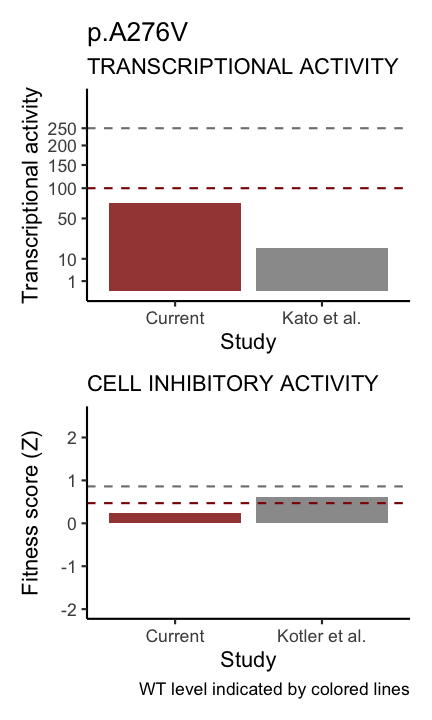 p.A276V
TRANSCRIPTIONAL ACTIVITY
Transcriptional activity
250
200
150
100
50
10
1
Current
Kato et al.
Study
CELL INHIBITORY ACTIVITY
Fitness score (Z)
2
1
0
-1
-2
Current
Kotler et al.
Study
WT level indicated by colored lines